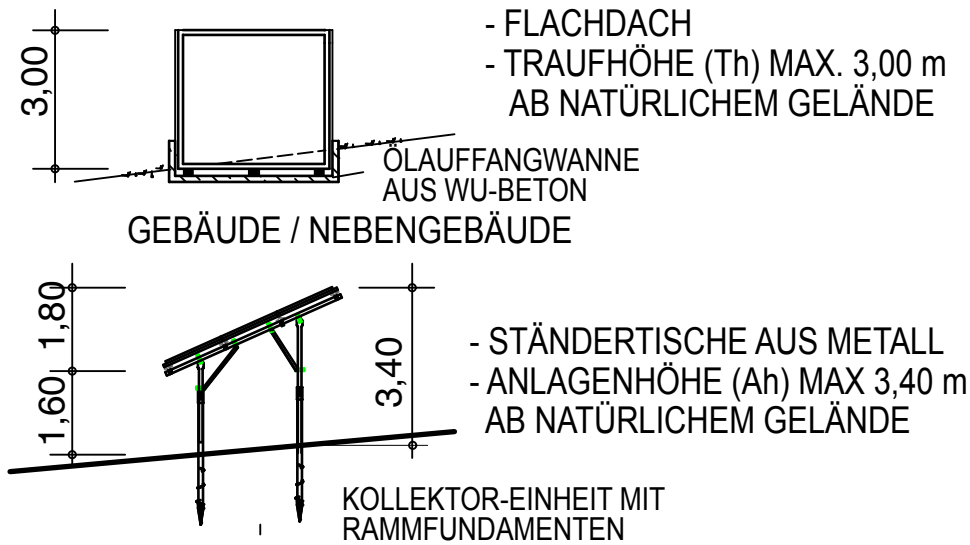 3,00
- FLACHDACH
- TRAUFHÖHE (Th) MAX. 3,00 m
AB NATÜRLICHEM GELÄNDE
ÖLAUFFANGWANNE
AUS WU-BETON
GEBÄUDE / NEBENGEBÄUDE
1,80
1,60
3,40
- STÄNDERTISCHE AUS METALL
- ANLAGENHÖHE (Ah) MAX 3,40 m
AB NATÜRLICHEM GELÄNDE
KOLLEKTOR-EINHEIT MIT
RAMMFUNDAMENTEN